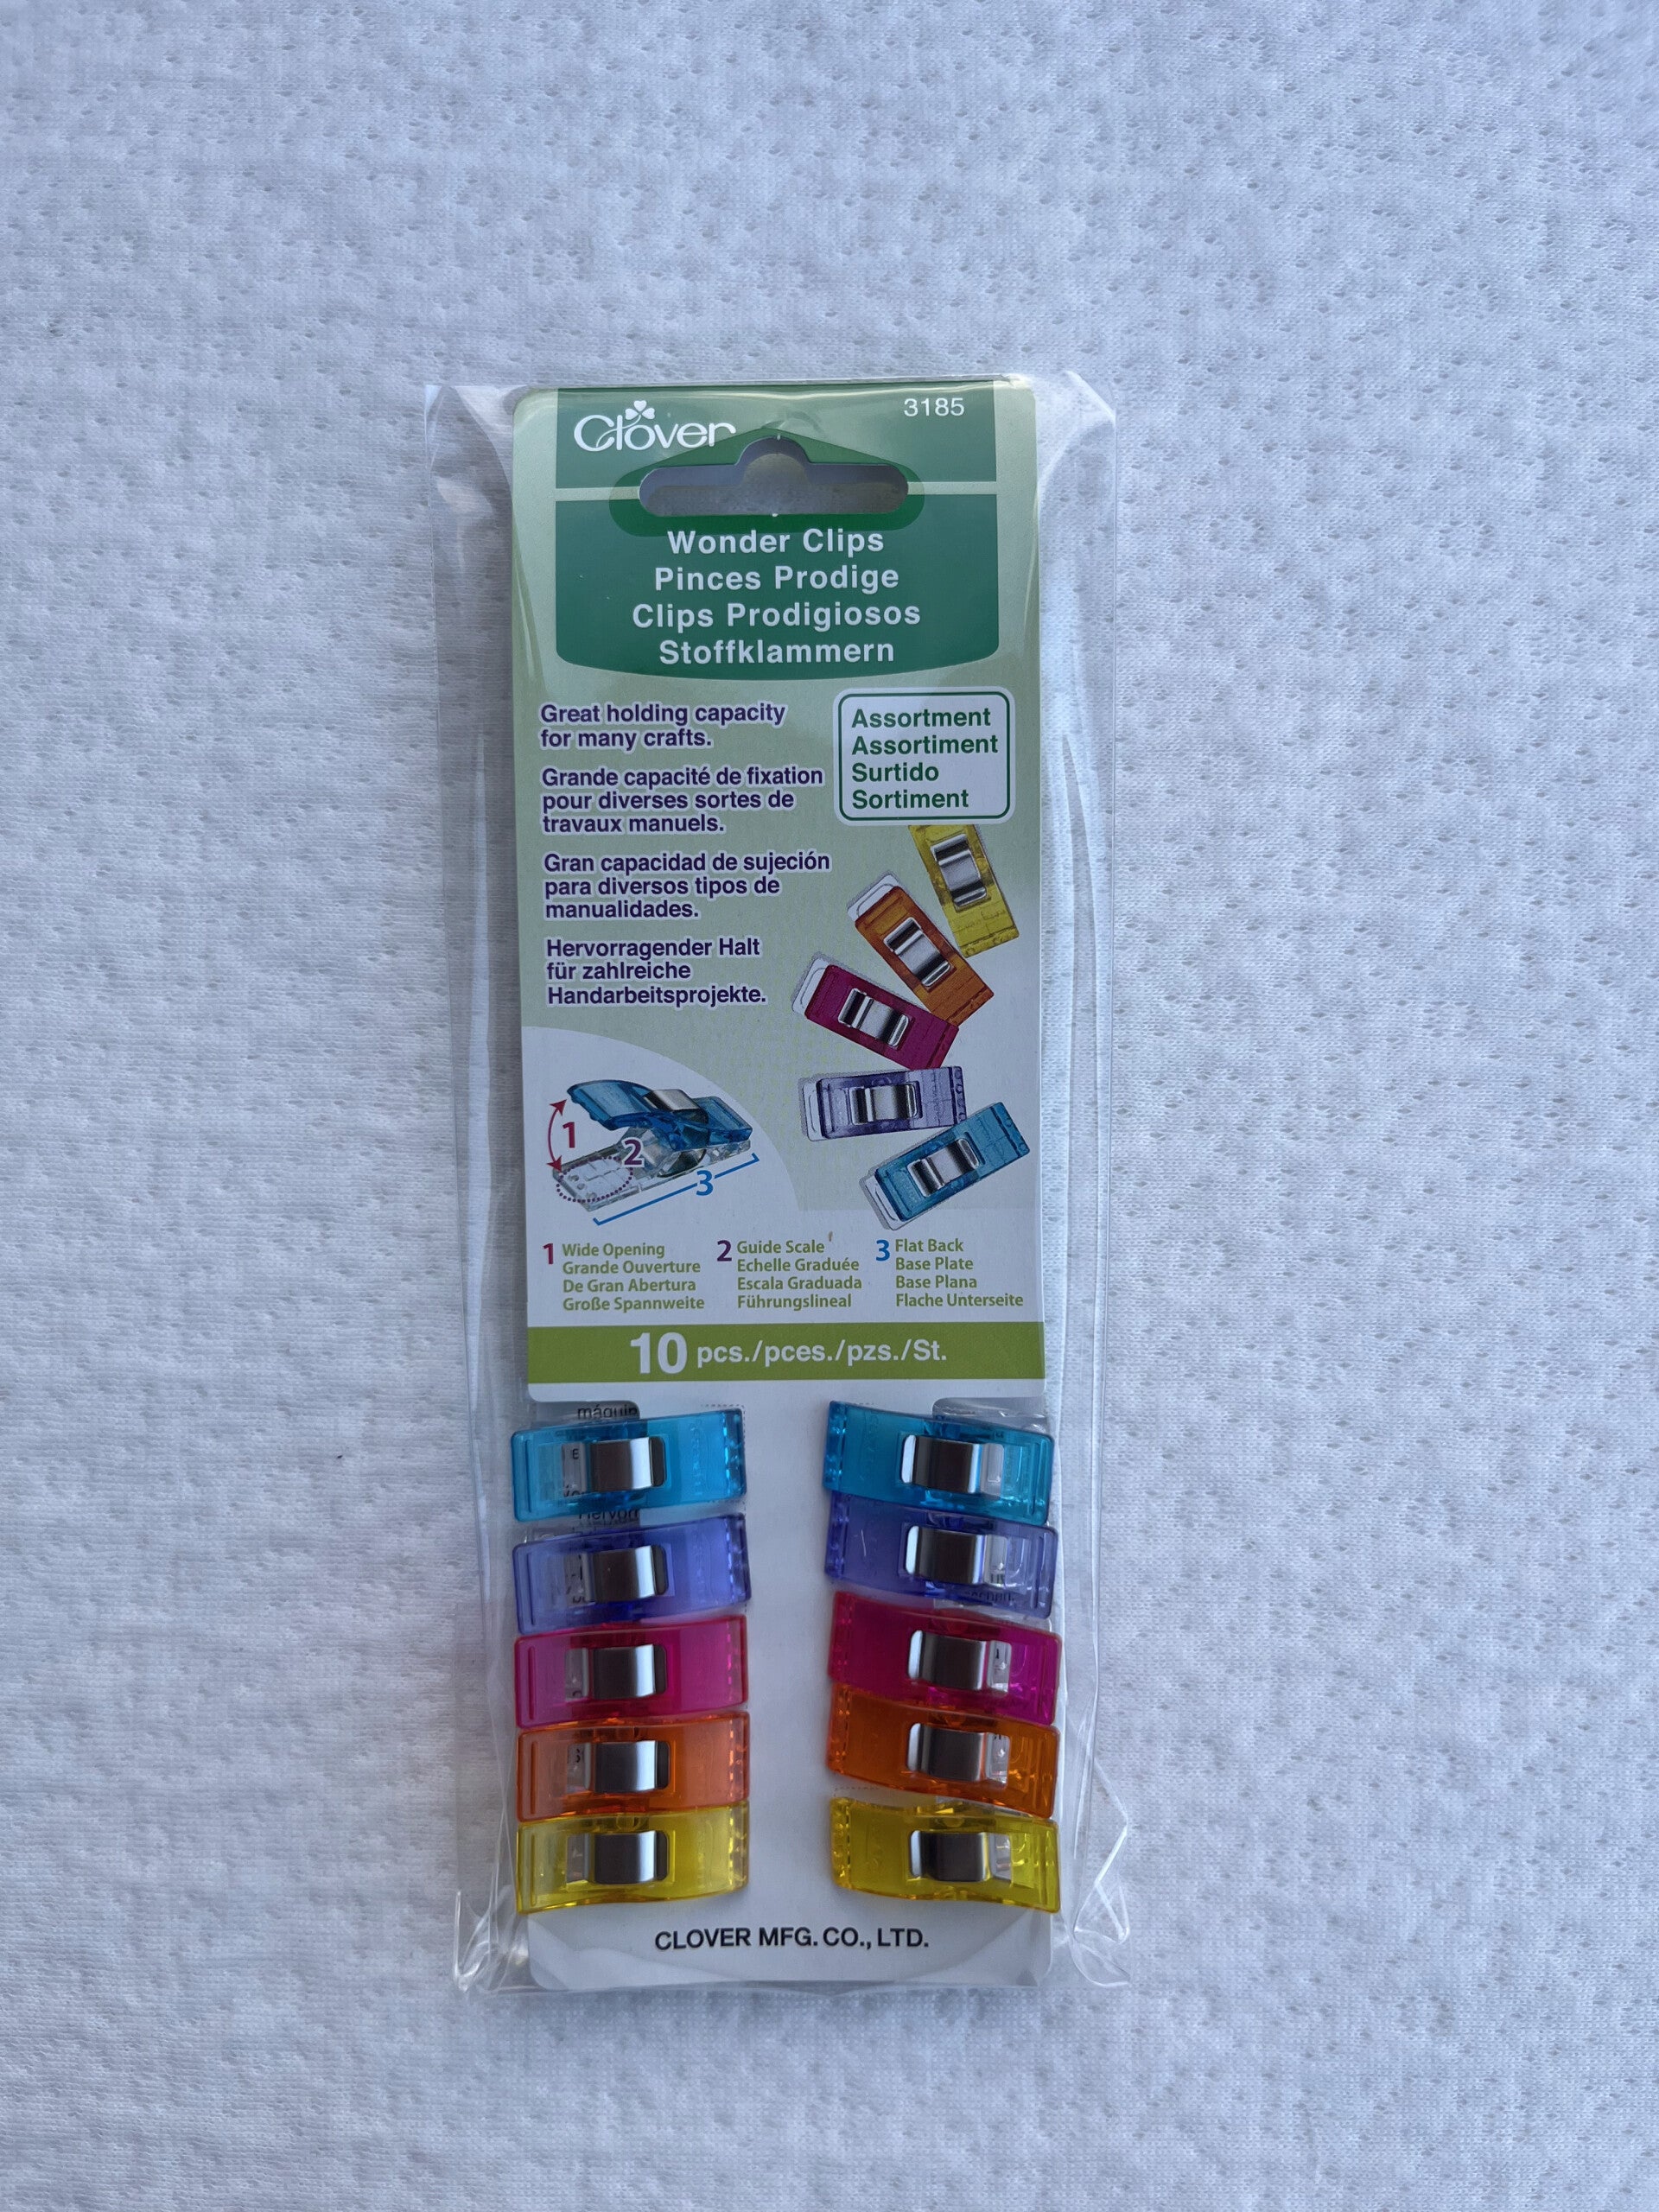 Clover
3185
Wonder Clips
Pinces Prodige
Clips Prodigiosos
Stoffklammern
Great holding capacity
for many crafts.
Grande capacité de fixation
pour diverses sortes de
travaux manuels.
Gran capacidad de sujeción
para diversos tipos de
manualidades.
Hervorragender Halt
für zahlreiche
Handarbeitsprojekte.
Assortment
Assortiment
Surtido
Sortiment
1
2
3
1 Wide Opening
Grande Ouverture
De Gran Abertura
Große Spannweite
2 Guide Scale
Echelle Graduée
Escala Graduada
Führungslineal
3 Flat Back
Base Plate
Base Plana
Flache Unterseite
10 pcs./pces./pzs./St.
CLOVER MFG. CO., LTD.